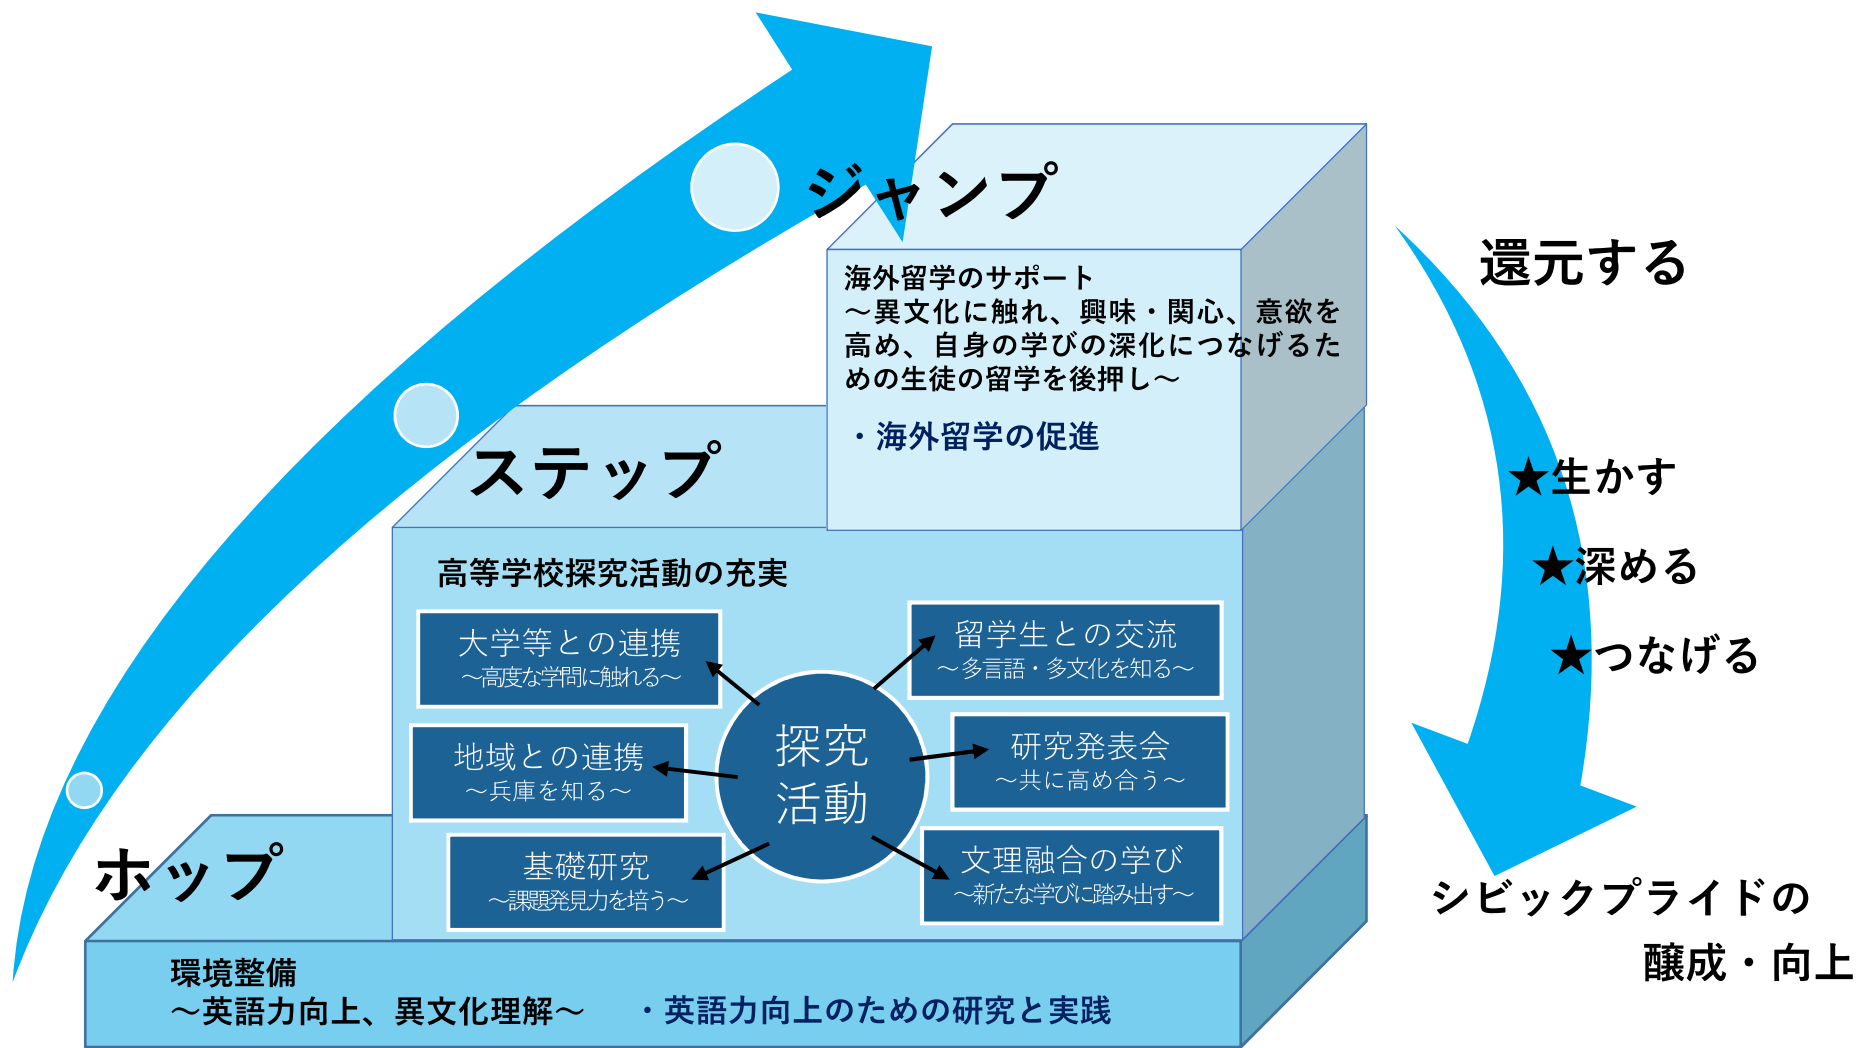 ジャンプ
海外留学のサポート
～異文化に触れ、興味・関心、意欲を
高め、自身の学びの深化につなげるた
めの生徒の留学を後押し～
・海外留学の促進
ステップ
高等学校探究活動の充実
大学等との連携
～高度な学問に触れる～
地域との連携
～兵庫を知る～
基礎研究
～課題発見力を培う～
探究
活動
留学生との交流
～多言語・多文化を知る～
研究発表会
～共に高め合う～
文理融合の学び
～新たな学びに踏み出す～
ホップ
環境整備
～英語力向上、異文化理解～
・英語力向上のための研究と実践
還元する
★生かす
★深める
★つなげる
シビックプライドの
醸成・向上